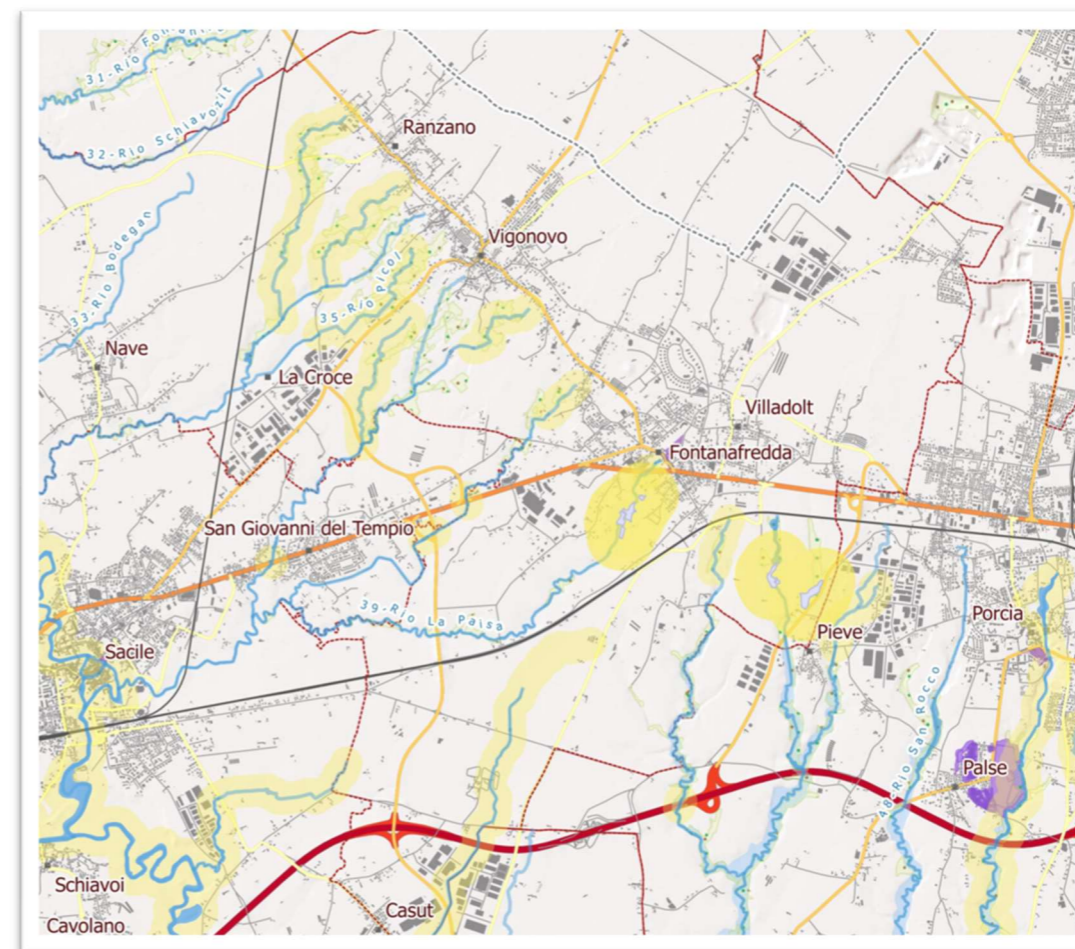 31-Rio Fontanil
32-Rio Schiavozit
Ranzano
33-Rio Bodegan
Vigonovo
35-Rio Picol
Nave
La Croce
Villadolt
Fontanafredda
San Giovanni del Tempio
39-Rio La Paisa
Porcia
Pieve
Sacile
48-Rio San Rocco
Palse
Schiavoi
Casut
Cavolano